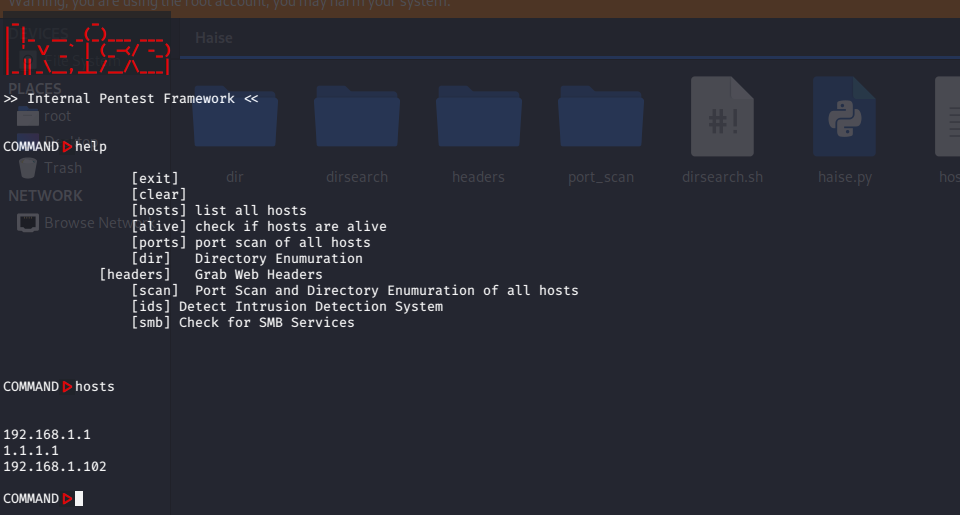 Warning, you are using the root account, you may harm your system.
DEVICES
Haise
haise
>> Internal Pentest Framework <<
PLACES
root
COMMAND help
Trash
[exit]
[clear]
NETWORK
[hosts] list all hosts
Browse Network
[alive] check if hosts are alive
[ports] port scan of all hosts
[dir] Directory Enumuration
[headers] Grab Web Headers
[scan] Port Scan and Directory Enumuration of all hosts
[ids] Detect Intrusion Detection System
[smb] Check for SMB Services
dir
dirsearch
headers
port_scan
dirsearch.sh
haise.py
hos
#!
COMMAND hosts
192.168.1.1
1.1.1.1
192.168.1.102
COMMAND